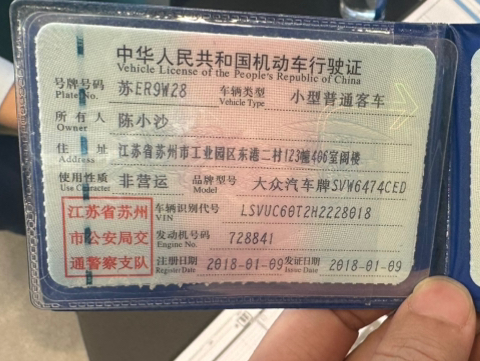 中华人民共和国机动车行驶证
Vehicle License of the People's Republic of China
号牌号码 苏ER9W28 车辆类型 小型普通客车
Plate No. Vehicle Type
所有人 陈小沙
Owner
住址 江苏省苏州市工业园区东港二村123幢406室阁楼
Address
使用性质 非营运 品牌型号 大众汽车牌SVW6474CED
Use Character Model
江苏省苏州 车辆识别代号 LSVUC60T2H2228018
VIN
市公安局交 发动机号码 728841
Engine No.
通警察支队 注册日期 2018-01-09 发证日期 2018-01-09
Register Date Issue Date